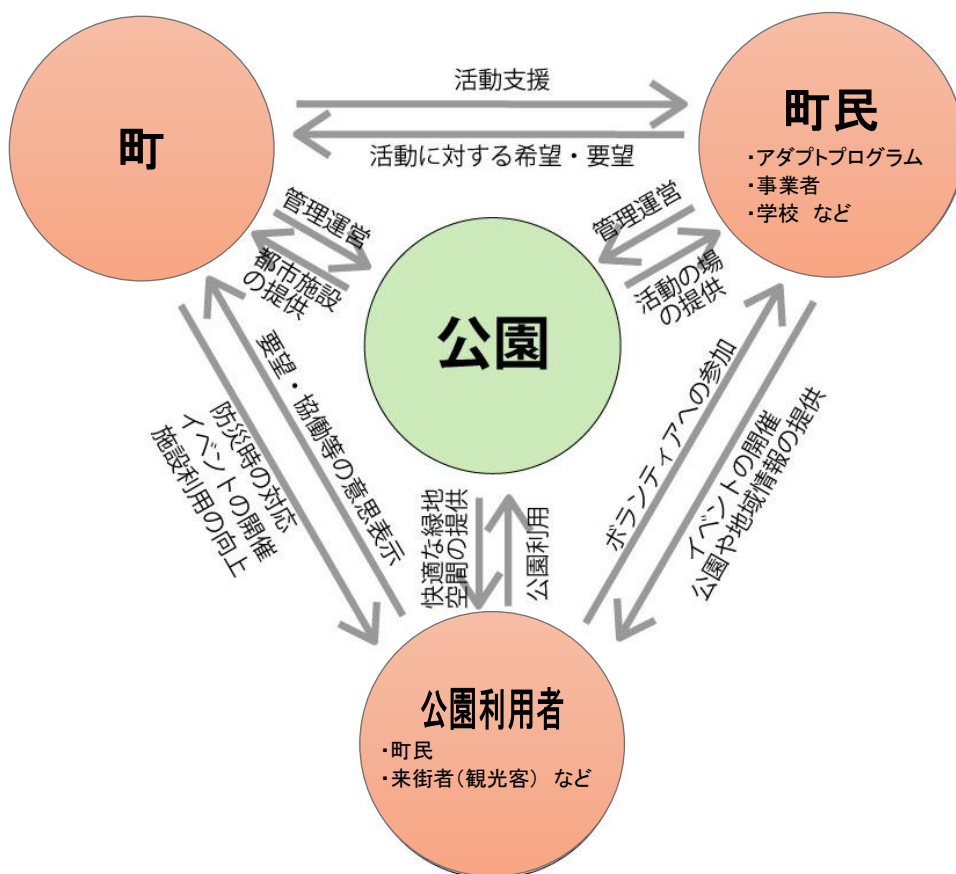 活動支援
町
町民
・アダプトプログラム
・事業者
・学校 など
活動に対する希望・要望
管理運営
都市施設
の提供
管理運営
活動の場
の提供
公園
要望・協働等の意思表示
防災時の対応
イベントの開催
施設利用の向上
ボランティアへの参加
イベントの開催
公園や地域情報の提供
快適な緑地
空間の提供
公園利用
公園利用者
・町民
・来街者(観光客) など